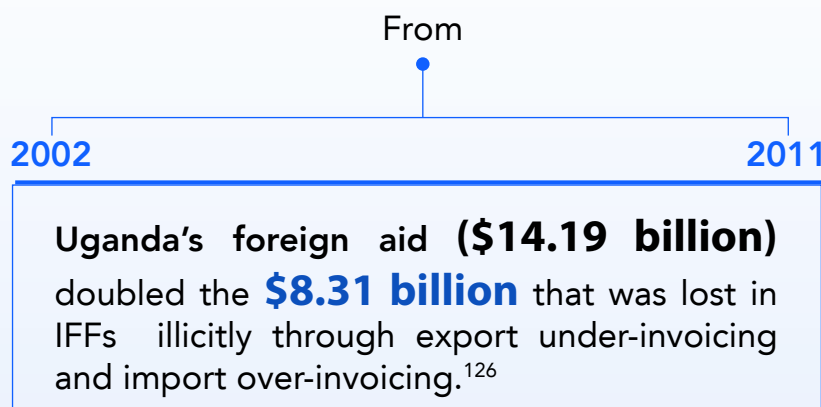 From
2002 2011
Uganda’s foreign aid ($14.19 billion)
doubled the $8.31 billion that was lost in
IFFs illicitly through export under-invoicing
and import over-invoicing.126